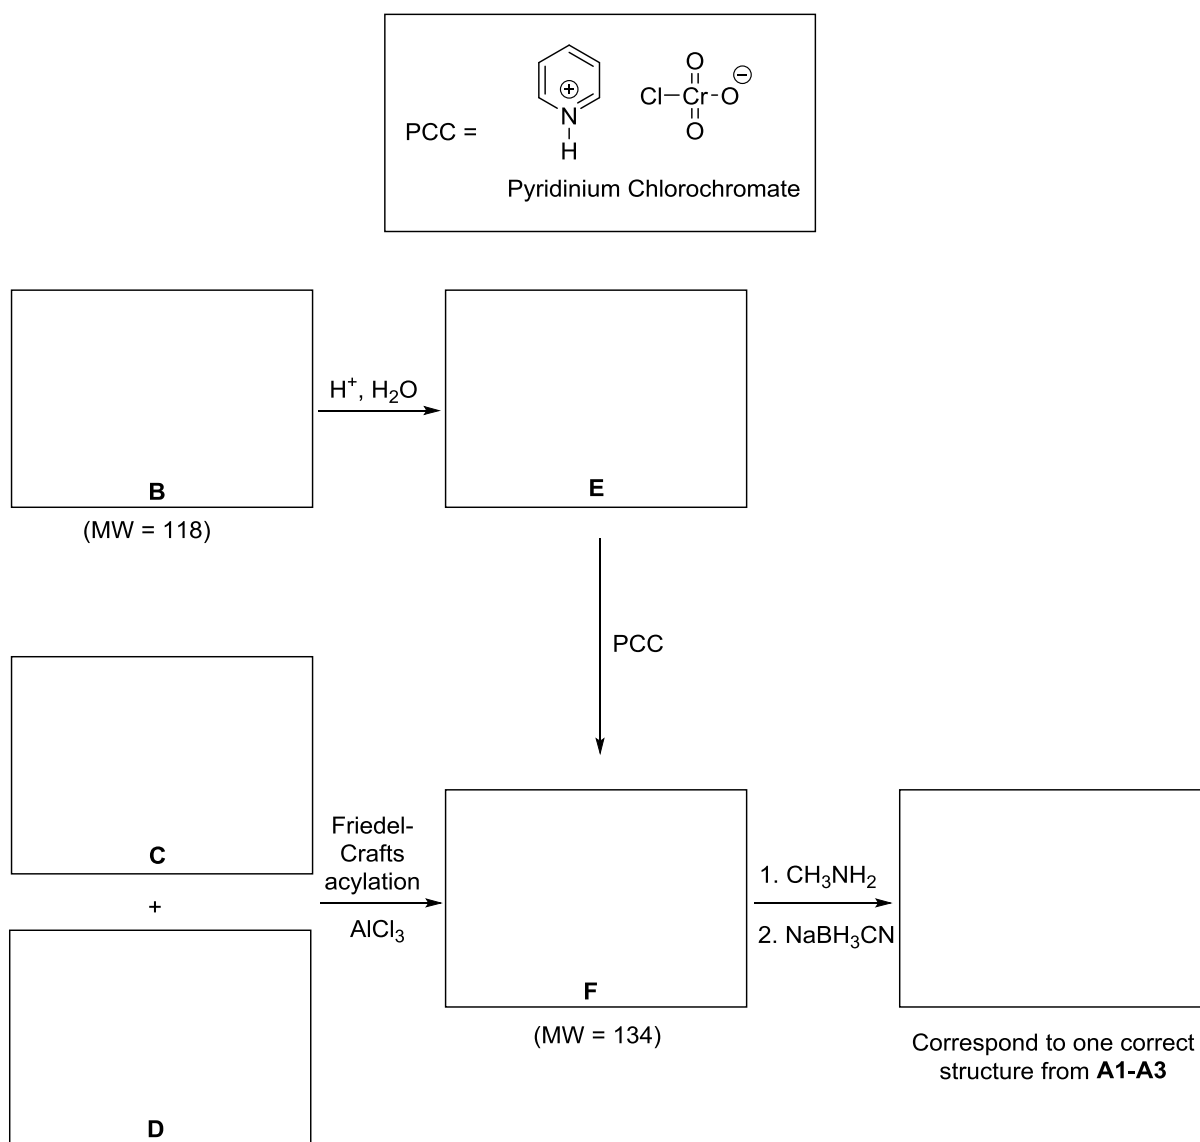 PCC =
N
H
O
Cl Cr O
O
Pyridinium Chlorochromate
H+, H2O
B
(MW = 118)
E
PCC
C
+
D
Friedel-
Crafts
acylation
AlCl3
F
(MW = 134)
1. CH3NH2
2. NaBH3CN
Correspond to one correct
structure from A1-A3